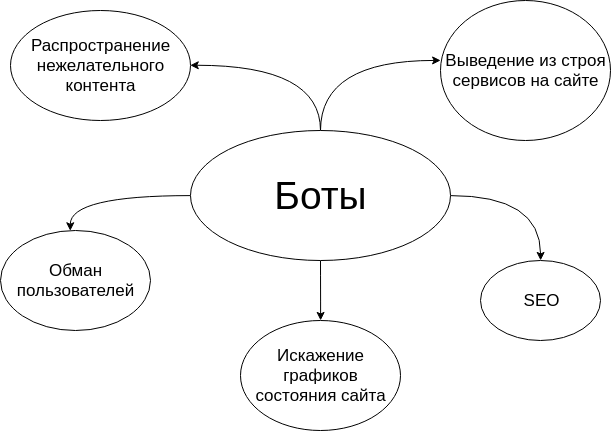 Распространение
нежелательного
контента
Выведение из строя
сервисов на сайте
Боты
Обман
пользователей
SEO
Искажение
графиков
состояния сайта